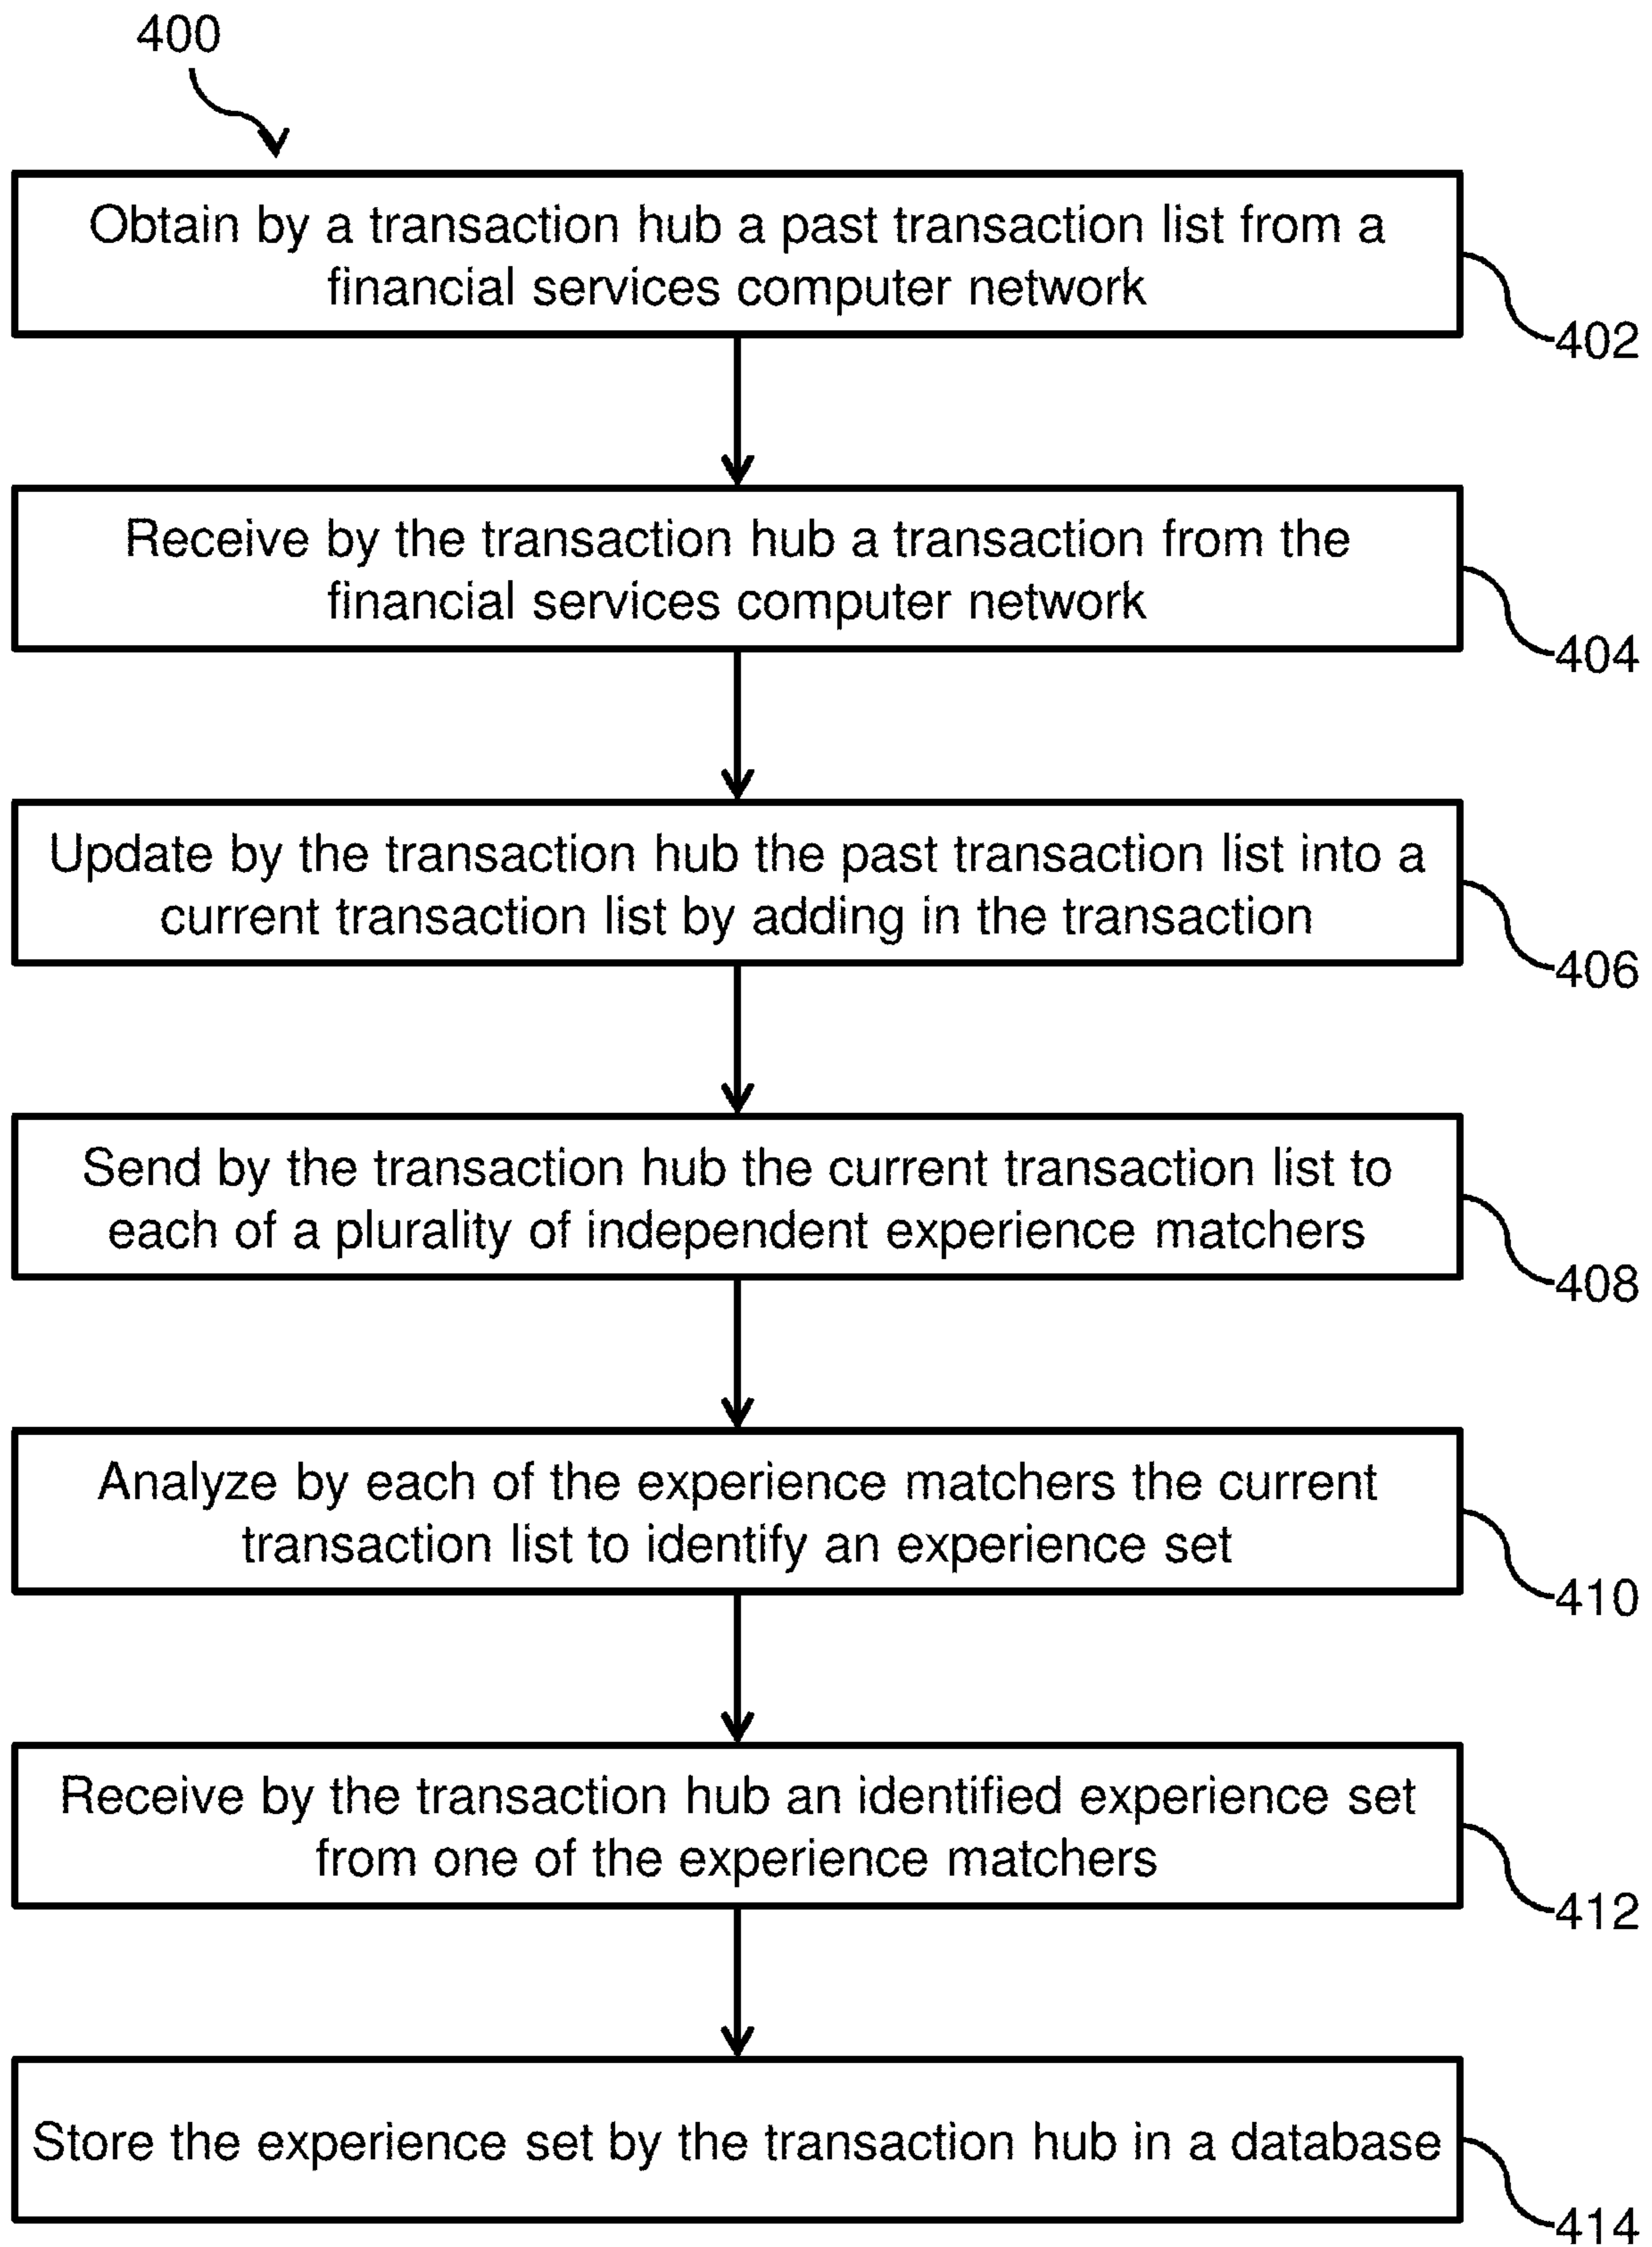 400
Obtain by a transaction hub a past transaction list from a
financial services computer network
402
Receive by the transaction hub a transaction from the
financial services computer network
404
Update by the transaction hub the past transaction list into a
current transaction list by adding in the transaction
406
Send by the transaction hub the current transaction list to
each of a plurality of independent experience matchers
408
Analyze by each of the experience matchers the current
transaction list to identify an experience set
410
Receive by the transaction hub an identified experience set
from one of the experience matchers
412
Store the experience set by the transaction hub in a database
414